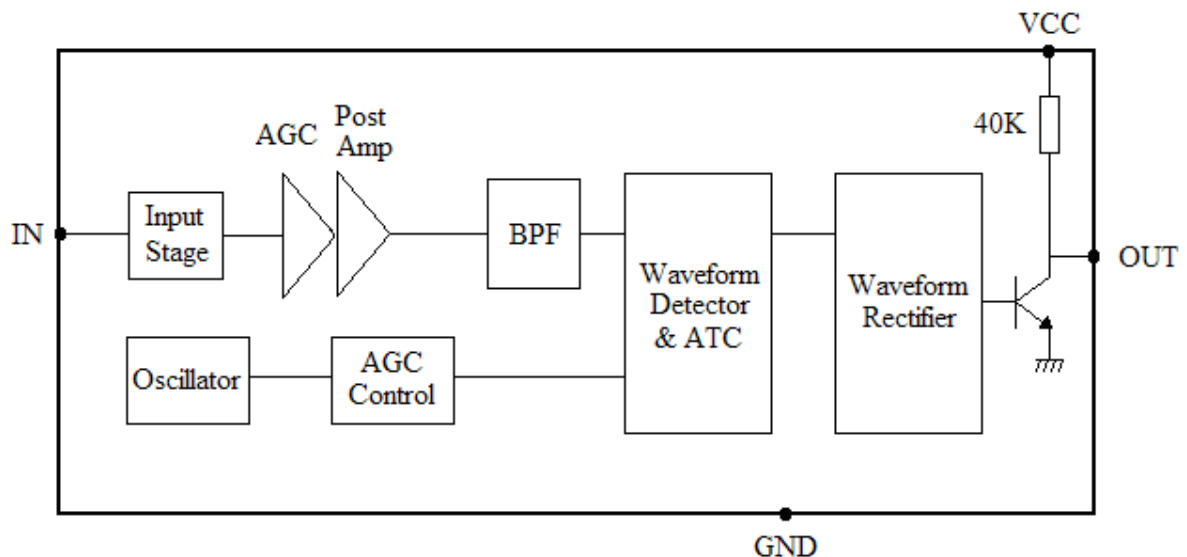 VCC
40K
AGC
Post
Amp
IN
Input
Stage
BPF
Waveform
Detector
& ATC
Waveform
Rectifier
OUT
Oscillator
AGC
Control
GND